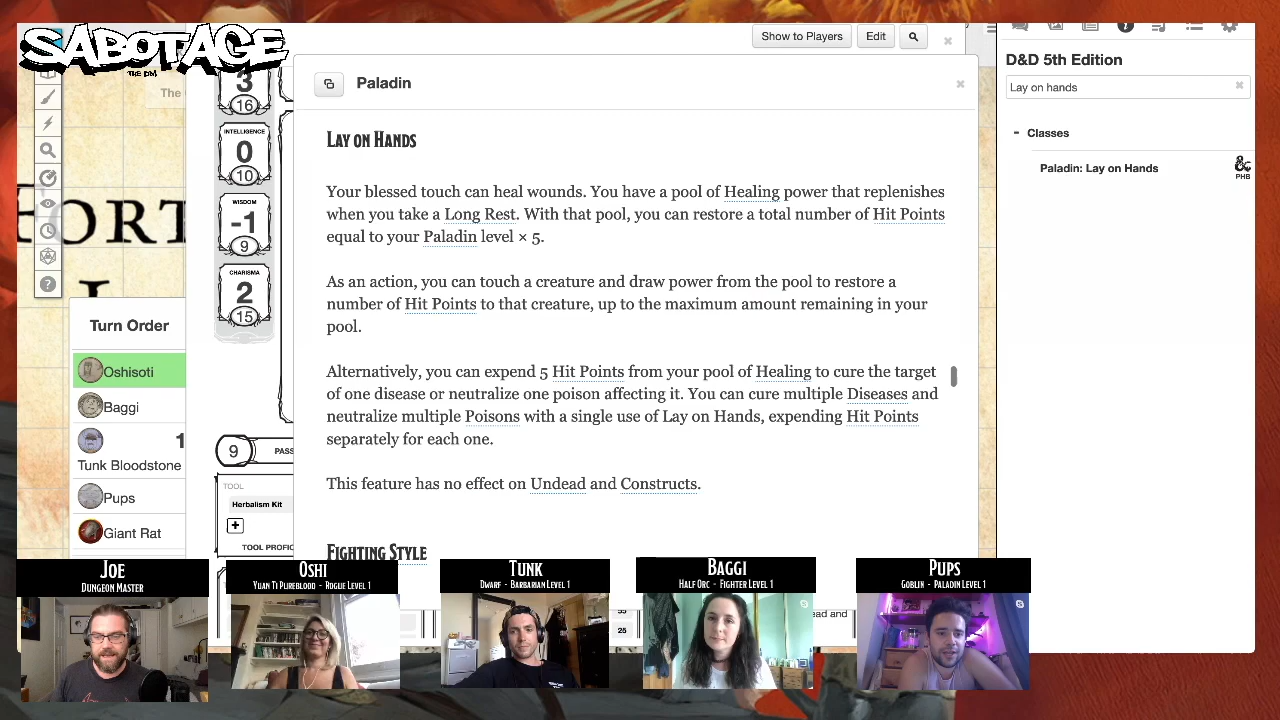 SABOTAGE
THE DM
Show to Players
Edit
The
ORT
3
16
INTELLIGENCE
0
10
WISDOM
-1
9
CHARISMA
2
15
9
PASS
TOOL
Herbalism Kit
+
TOOL PROFIC
Turn Order
Oshisoti
Baggi
1
Tunk Bloodstone
Pups
Giant Rat
Paladin
LAY ON HANDS
Your blessed touch can heal wounds. You have a pool of Healing power that replenishes
when you take a Long Rest. With that pool, you can restore a total number of Hit Points
equal to your Paladin level × 5.
As an action, you can touch a creature and draw power from the pool to restore a
number of Hit Points to that creature, up to the maximum amount remaining in your
pool.
Alternatively, you can expend 5 Hit Points from your pool of Healing to cure the target
of one disease or neutralize one poison affecting it. You can cure multiple Diseases and
neutralize multiple Poisons with a single use of Lay on Hands, expending Hit Points
separately for each one.
This feature has no effect on Undead and Constructs.
FIGHTING STYLE
25
ead and
D&D 5th Edition
Lay on hands
- Classes
Paladin: Lay on Hands
PHB
JOE
DUNGEON MASTER
OSHI
YUAN TI PUREBLOOD - ROGUE LEVEL 1
TUNK
DWARF - BARBARIAN LEVEL 1
BAGGI
HALF ORC - FIGHTER LEVEL 1
PUPS
GOBLIN - PALADIN LEVEL 1